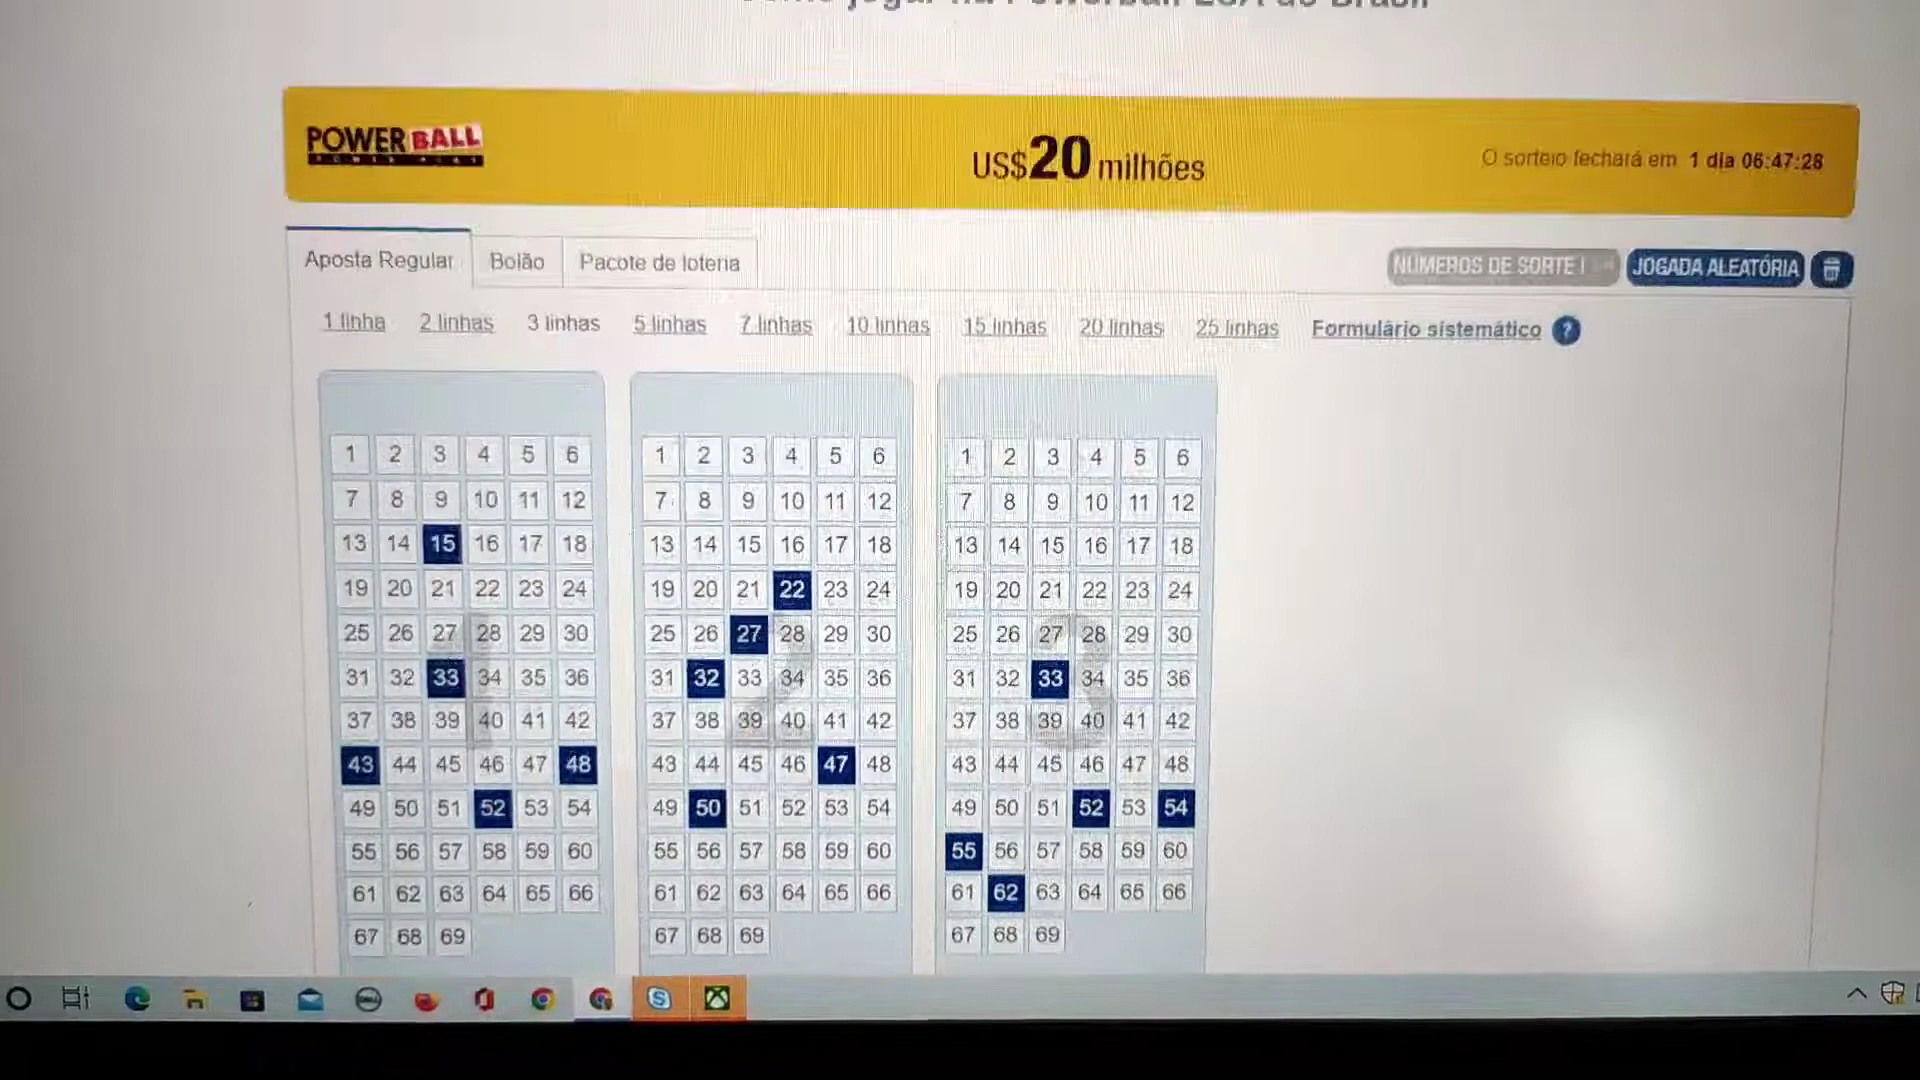 POWERBALL
US$20 milhões
O sorteio fechará em 1 dia 06:47:28
Aposta Regular Bolão Pacote de loteria
NÚMEROS DE SORTE JOGADA ALEATÓRIA
1 linha 2 linhas 3 linhas 5 linhas 7 linhas 10 linhas 15 linhas 20 linhas 25 linhas Formulário sistemático ?
1 2 3 4 5 6 1 2 3 4 5 6 1 2 3 4 5 6
7 8 9 10 11 12 7 8 9 10 11 12 7 8 9 10 11 12
13 14 15 16 17 18 13 14 15 16 17 18 13 14 15 16 17 18
19 20 21 22 23 24 19 20 21 22 23 24 19 20 21 22 23 24
25 26 27 28 29 30 25 26 27 28 29 30 25 26 27 28 29 30
31 32 33 34 35 36 31 32 33 34 35 36 31 32 33 34 35 36
1 2 3
37 38 39 40 41 42 37 38 39 40 41 42 37 38 39 40 41 42
43 44 45 46 47 48 43 44 45 46 47 48 43 44 45 46 47 48
49 50 51 52 53 54 49 50 51 52 53 54 49 50 51 52 53 54
55 56 57 58 59 60 55 56 57 58 59 60 55 56 57 58 59 60
61 62 63 64 65 66 61 62 63 64 65 66 61 62 63 64 65 66
67 68 69 67 68 69 67 68 69